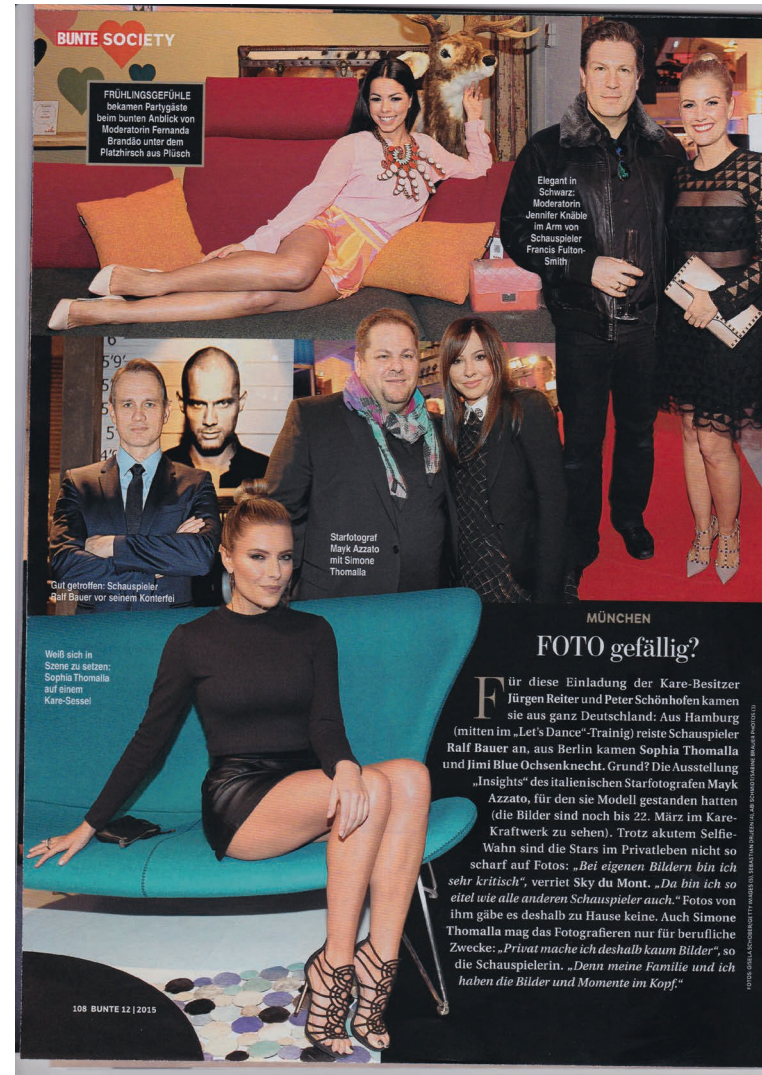 BUNTE SOCIETY
FRÜHLINGSGEFÜHLE
bekamen Partygäste
beim bunten Anblick von
Moderatorin Fernanda
Brandão unter dem
Platzhirsch aus Plüsch
Elegant in
Schwarz:
Moderatorin
Jennifer Knäble
im Arm von
Schauspieler
Francis Fulton-
Smith
6'
5'9"
5'
Gut getroffen: Schauspieler
Ralf Bauer vor seinem Konterfei
Starfotograf
Mayk Azzato
mit Simone
Thomalla
Weiß sich in
Szene zu setzen:
Sophia Thomalla
auf einem
Kare-Sessel
MÜNCHEN
FOTO gefällig?
Für diese Einladung der Kare-Besitzer
Jürgen Reiter und Peter Schönhofen kamen
sie aus ganz Deutschland: Aus Hamburg
(mitten im „Let's Dance“-Trainig) reiste Schauspieler
Ralf Bauer an, aus Berlin kamen Sophia Thomalla
und Jimi Blue Ochsenknecht. Grund? Die Ausstellung
„Insights“ des italienischen Starfotografen Mayk
Azzato, für den sie Modell gestanden hatten
(die Bilder sind noch bis 22. März im Kare-
Kraftwerk zu sehen). Trotz akutem Selfie-
Wahn sind die Stars im Privatleben nicht so
scharf auf Fotos: „Bei eigenen Bildern bin ich
sehr kritisch“, verriet Sky du Mont. „Da bin ich so
eitel wie alle anderen Schauspieler auch.“ Fotos von
ihm gäbe es deshalb zu Hause keine. Auch Simone
Thomalla mag das Fotografieren nur für berufliche
Zwecke: „Privat mache ich deshalb kaum Bilder“, so
die Schauspielerin. „Denn meine Familie und ich
haben die Bilder und Momente im Kopf.“
108 BUNTE 12 | 2015